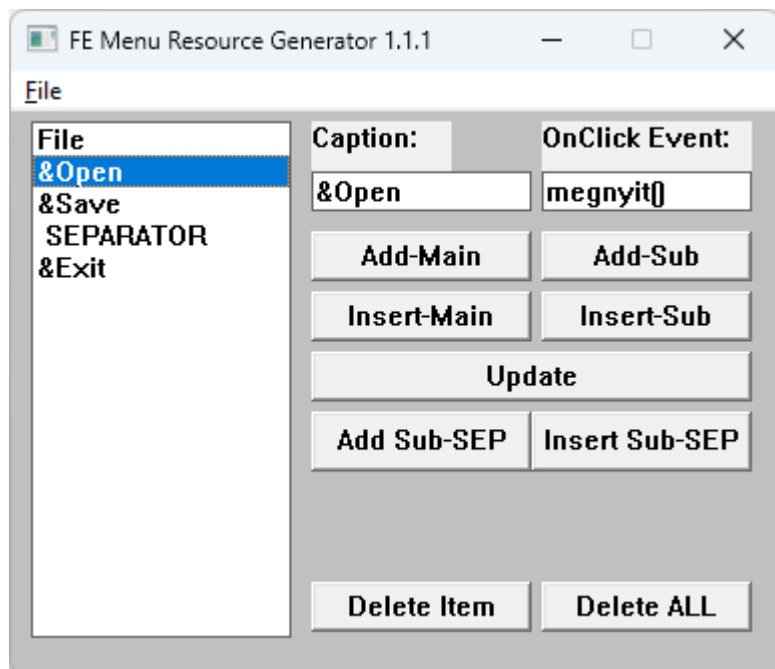 FE Menu Resource Generator 1.1.1
File
File
&Open
&Save
SEPARATOR
&Exit
Caption:
OnClick Event:
&Open
megnyit()
Add-Main
Add-Sub
Insert-Main
Insert-Sub
Update
Add Sub-SEP
Insert Sub-SEP
Delete Item
Delete ALL